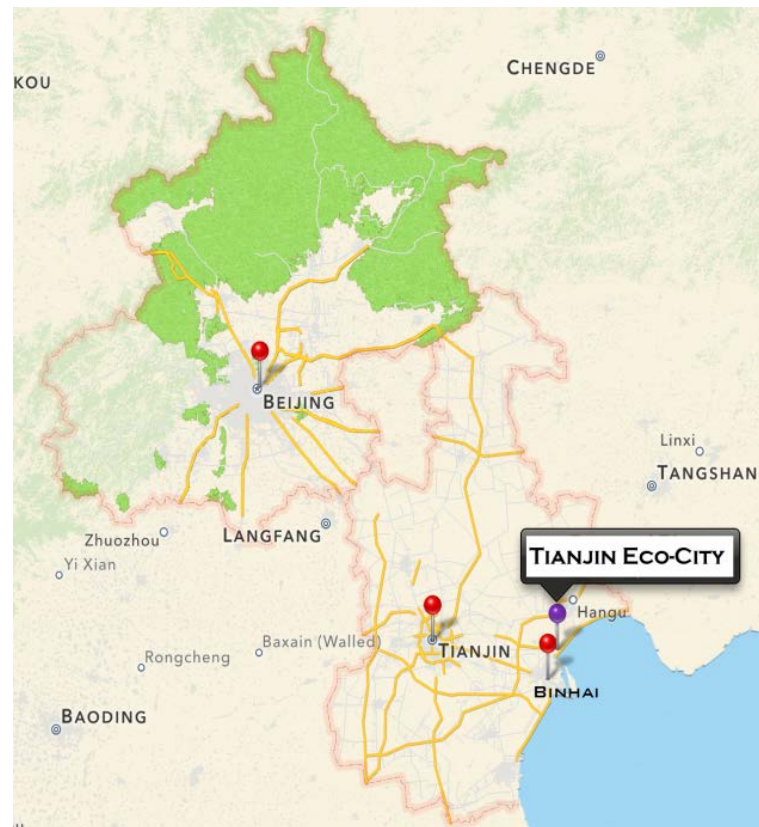 CHENGDE
KOU
BEIJING
Linxi
TANGSHAN
Zhuozhou
LANGFANG
Yi Xian
TIANJIN ECO-CITY
Hangu
Baxain (Walled)
TIANJIN
Rongcheng
BINHAI
BAODING